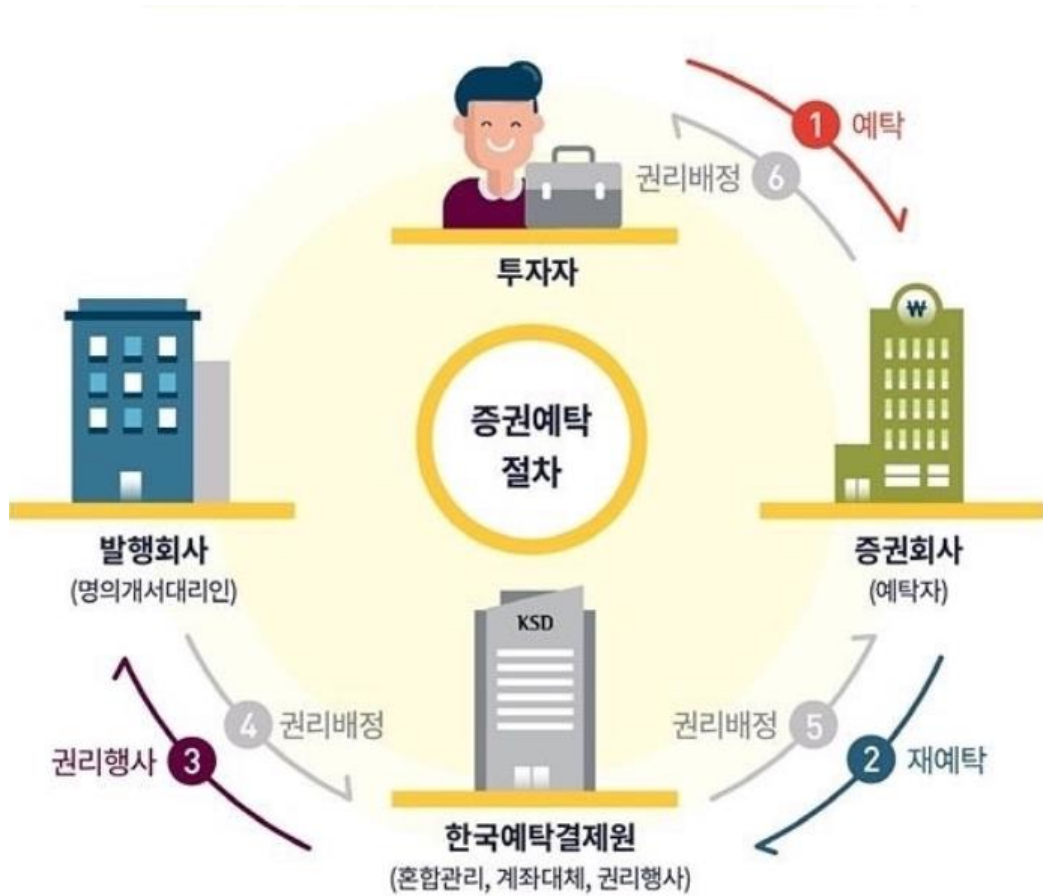 1 예탁
권리배정 6
투자자
₩
증권예탁
절차
발행회사
(명의개서대리인)
증권회사
(예탁자)
KSD
4 권리배정
권리배정 5
권리행사 3
2 재예탁
한국예탁결제원
(혼합관리, 계좌대체, 권리행사)